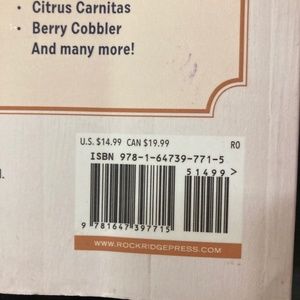 • Citrus Carnitas
• Berry Cobbler
And many more!
U.S. $14.99 CAN $19.99 R0
ISBN 978-1-64739-771-5
51499>
9 781647 397715
WWW.ROCKRIDGEPRESS.COM